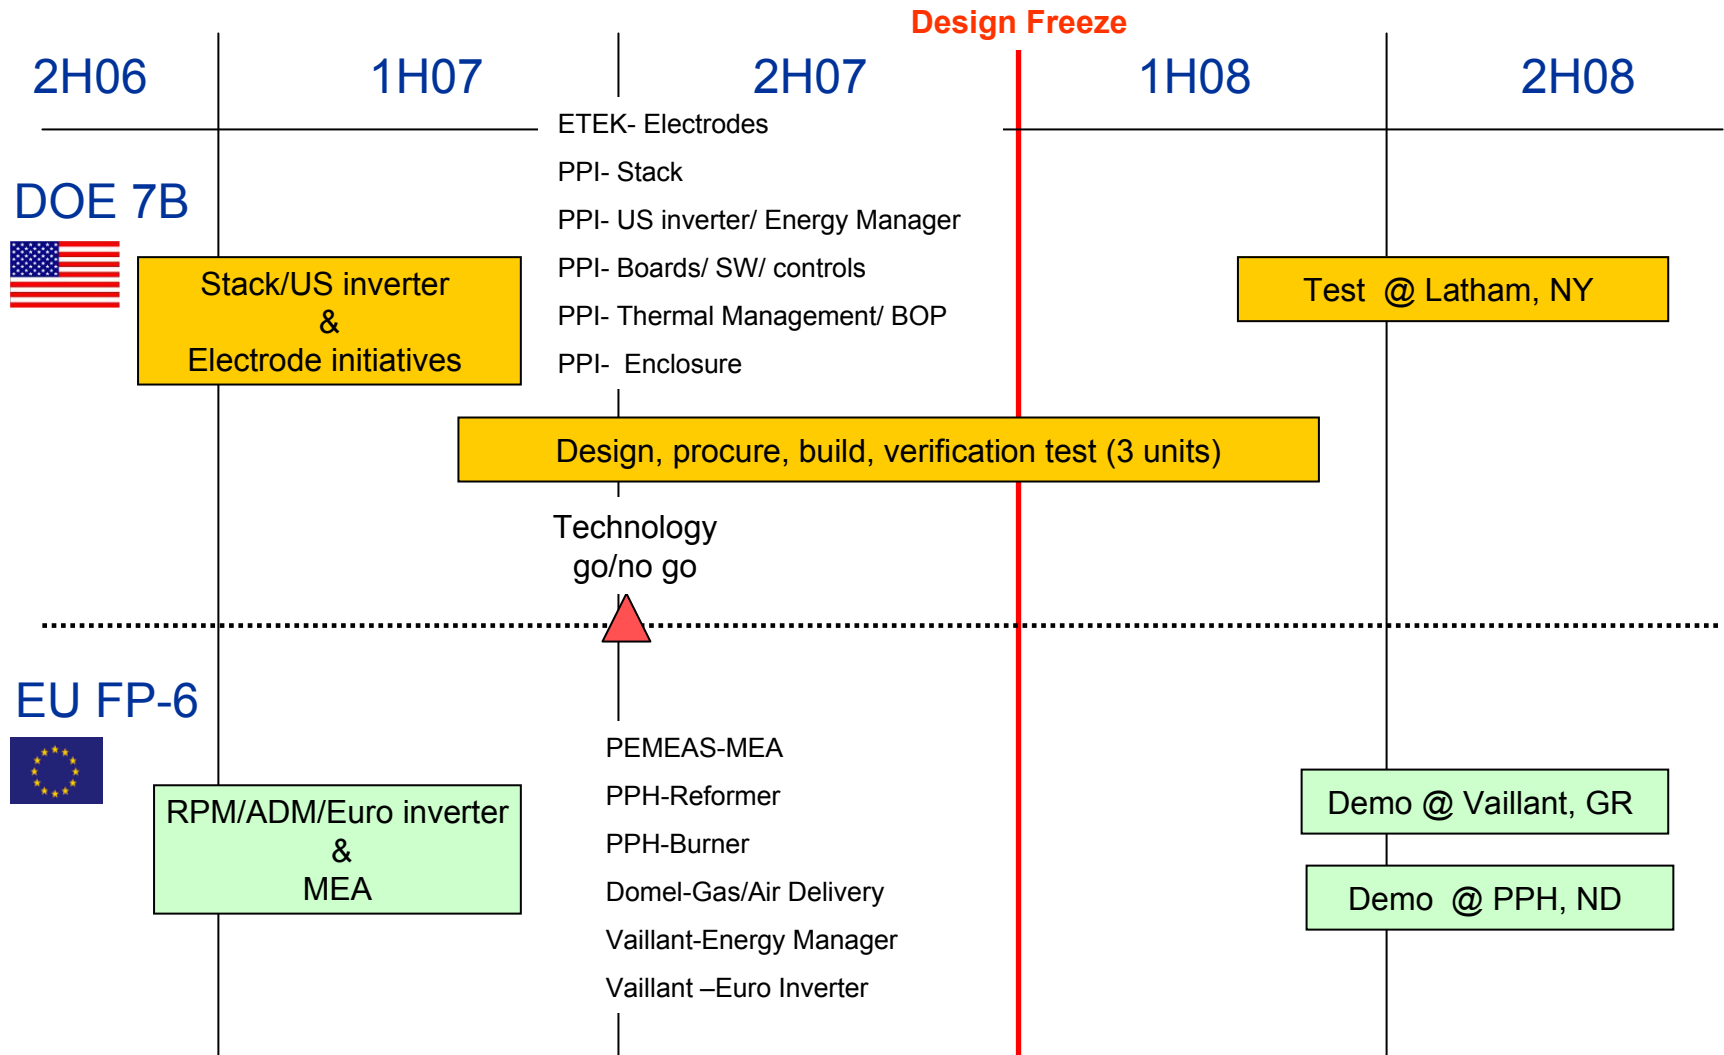 Design Freeze
2H06
1H07
2H07
1H08
2H08
DOE 7B
ETEK- Electrodes
PPI- Stack
PPI- US inverter/ Energy Manager
PPI- Boards/ SW/ controls
PPI- Thermal Management/ BOP
PPI-  Enclosure
Stack/US inverter
&
Electrode initiatives
Test  @ Latham, NY
Design, procure, build, verification test (3 units)
Technology
go/no go
EU FP-6
RPM/ADM/Euro inverter
&
MEA
PEMEAS-MEA
PPH-Reformer
PPH-Burner
Domel-Gas/Air Delivery
Vaillant-Energy Manager
Vaillant –Euro Inverter
Demo @ Vaillant, GR
Demo  @ PPH, ND